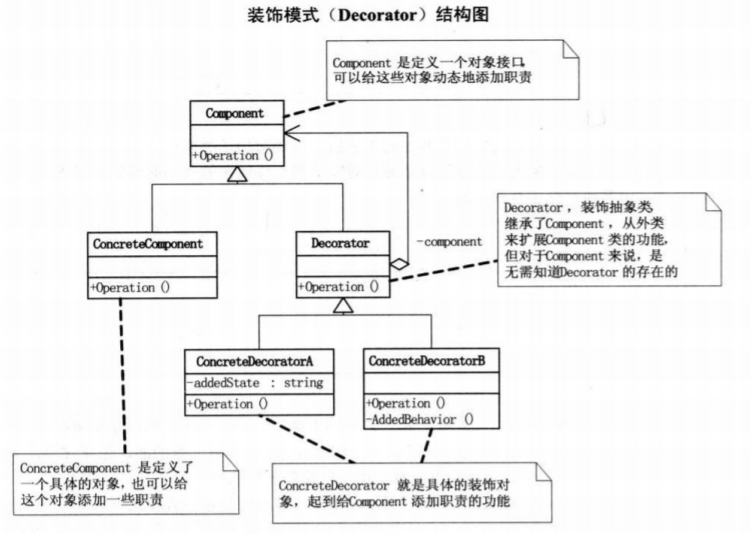 装饰模式（Decorator）结构图
Component 是定义一个对象接口,
可以给这些对象动态地添加职责
Component
+Operation ()
Decorator，装饰抽象类,
继承了Component，从外类
来扩展Component 类的功能,
但对于Component 来说，是
无需知道Decorator 的存在的
ConcreteComponent
+Operation ()
Decorator
+Operation ()
-component
ConcreteDecoratorA
-addedState : string
+Operation ()
ConcreteDecoratorB
+Operation ()
-AddedBehavior ()
ConcreteComponent 是定义了
一个具体的对象，也可以给
这个对象添加一些职责
ConcreteDecorator 就是具体的装饰对
象，起到给Component 添加职责的功能